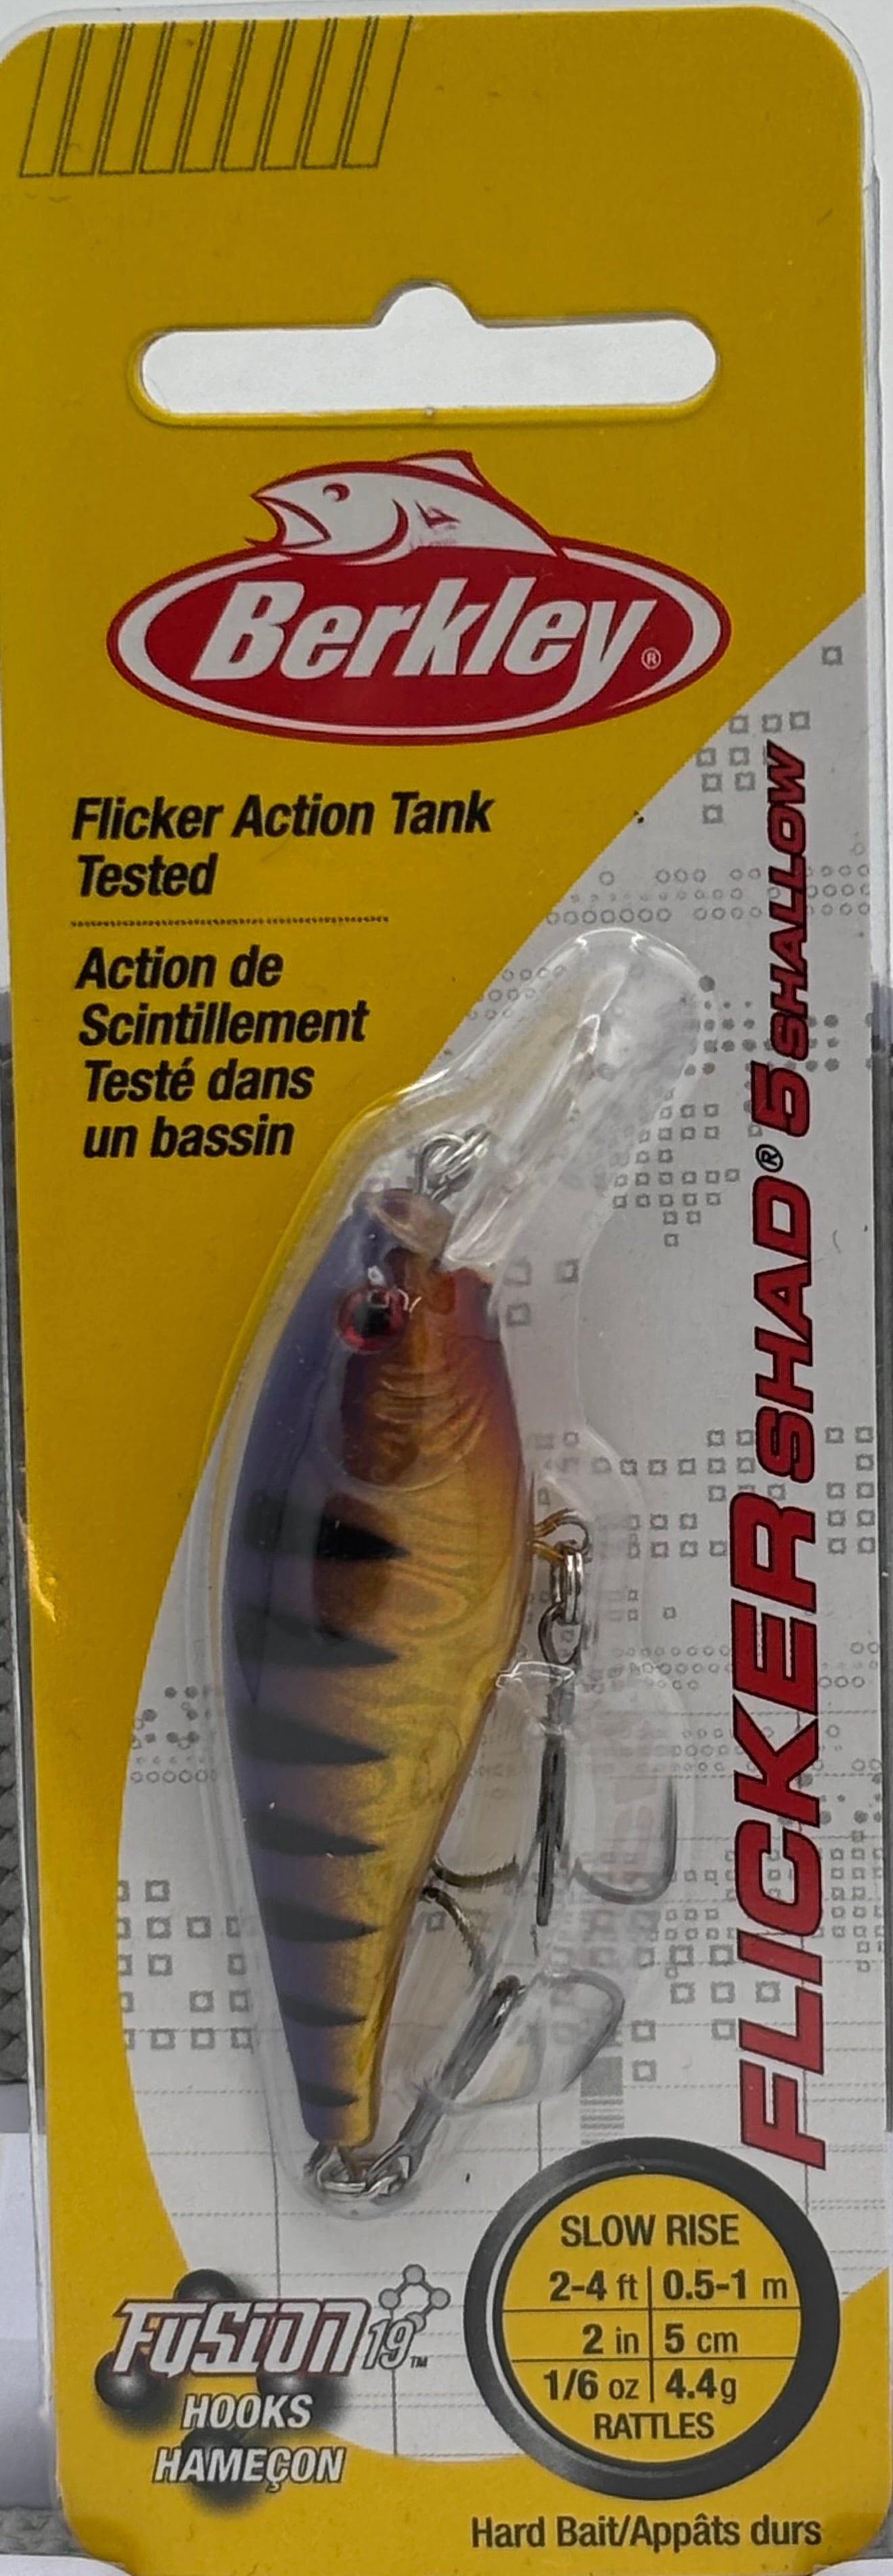 Berkley®
Flicker Action Tank
Tested
Action de
Scintillement
Testé dans
un bassin
FLICKER SHAD® 5 SHALLOW
SLOW RISE
2-4 ft | 0.5-1 m
2 in | 5 cm
1/6 oz | 4.4g
RATTLES
FUSION19™
HOOKS
HAMEÇON
Hard Bait/Appâts durs